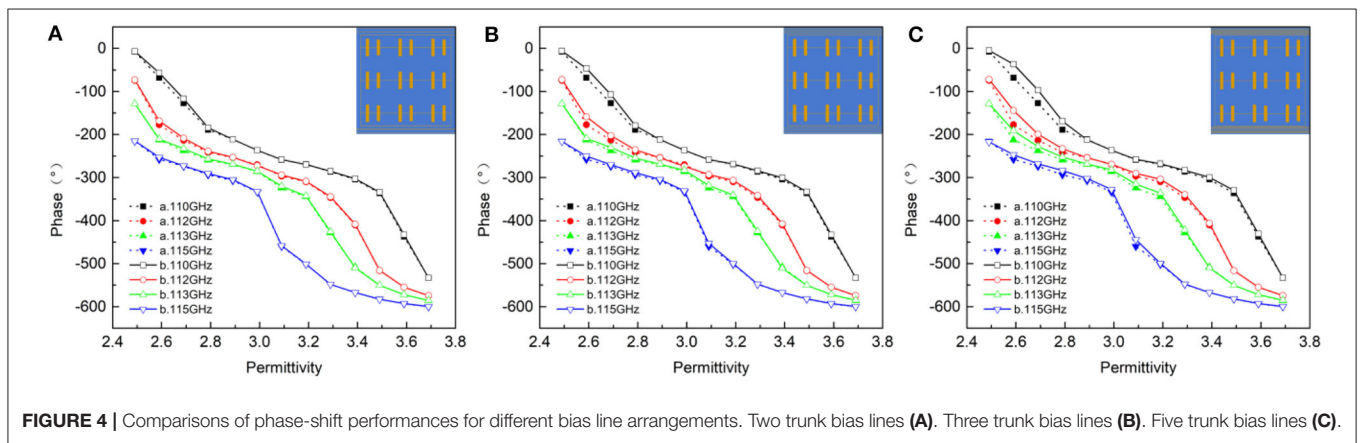 A
0
-100
-200
-300
-400
-500
-600
Phase (°)
a.110GHz
a.112GHz
a.113GHz
a.115GHz
b.110GHz
b.112GHz
b.113GHz
b.115GHz
2.4 2.6 2.8 3.0 3.2 3.4 3.6 3.8
Permittivity
B
0
-100
-200
-300
-400
-500
-600
Phase (°)
a.110GHz
a.112GHz
a.113GHz
a.115GHz
b.110GHz
b.112GHz
b.113GHz
b.115GHz
2.4 2.6 2.8 3.0 3.2 3.4 3.6 3.8
Permittivity
C
0
-100
-200
-300
-400
-500
-600
Phase (°)
a.110GHz
a.112GHz
a.113GHz
a.115GHz
b.110GHz
b.112GHz
b.113GHz
b.115GHz
2.4 2.6 2.8 3.0 3.2 3.4 3.6 3.8
Permittivity
FIGURE 4 | Comparisons of phase-shift performances for different bias line arrangements. Two trunk bias lines (A). Three trunk bias lines (B). Five trunk bias lines (C).